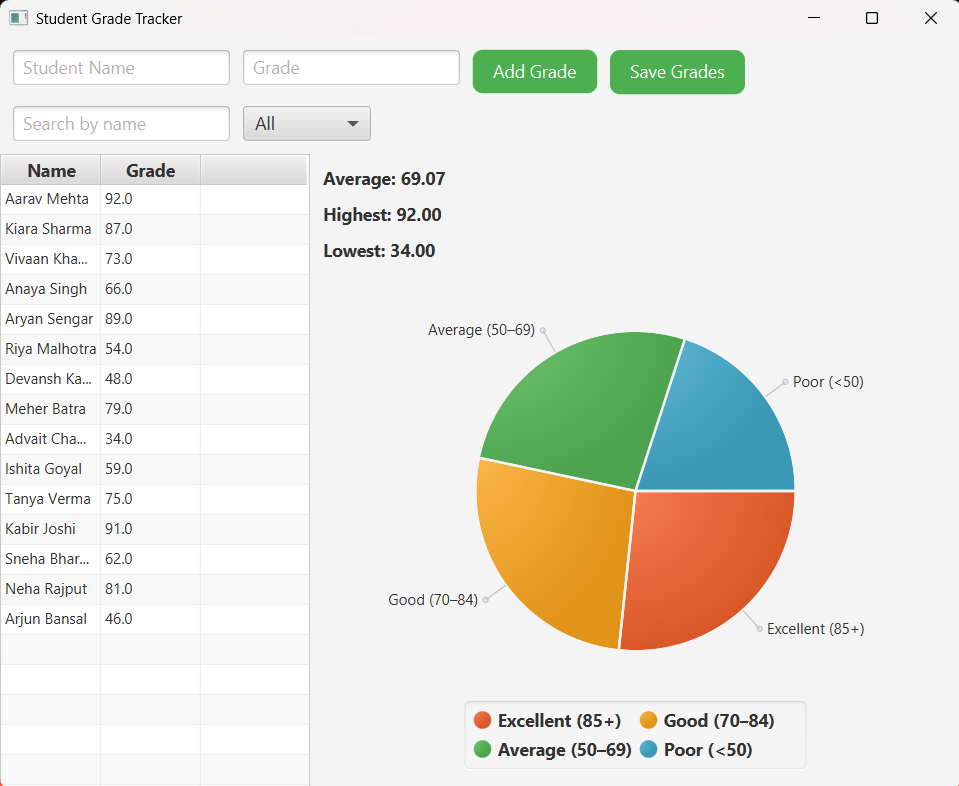 Student Grade Tracker
Student Name Grade Add Grade Save Grades
Search by name All
Name Grade
Aarav Mehta 92.0
Kiara Sharma 87.0
Vivaan Kha... 73.0
Anaya Singh 66.0
Aryan Sengar 89.0
Riya Malhotra 54.0
Devansh Ka... 48.0
Meher Batra 79.0
Advait Cha... 34.0
Ishita Goyal 59.0
Tanya Verma 75.0
Kabir Joshi 91.0
Sneha Bhar... 62.0
Neha Rajput 81.0
Arjun Bansal 46.0
Average: 69.07
Highest: 92.00
Lowest: 34.00
Average (50–69)
Poor (<50)
Good (70–84)
Excellent (85+)
Excellent (85+) Good (70–84)
Average (50–69) Poor (<50)